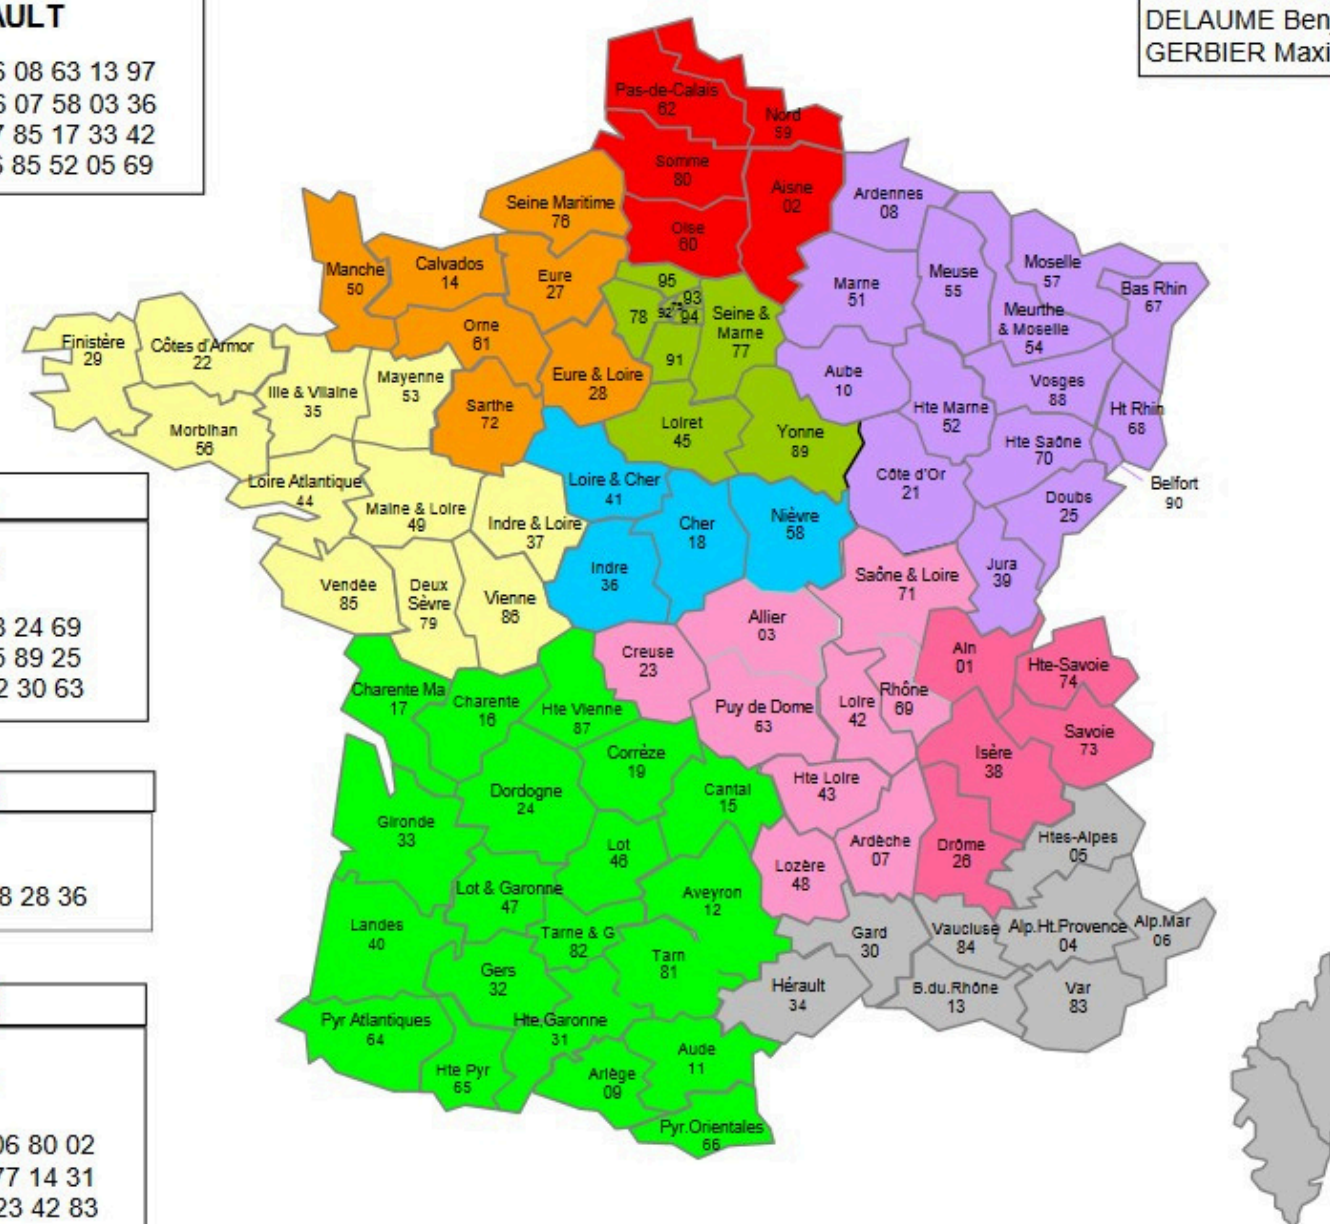 AULT
6 08 63 13 97
6 07 58 03 36
7 85 17 33 42
6 85 52 05 69
DELAUME Ben
GERBIER Maxi
Pas-de-Calais
62
Nord
59
Somme
80
Aisne
02
Oise
60
Ardennes
08
Seine Maritime
76
Manche
50
Calvados
14
Eure
27
Orne
61
Eure & Loire
28
Sarthe
72
95
78
92
75
93
94
91
Seine &
Marne
77
Loiret
45
Yonne
89
Marne
51
Meuse
55
Moselle
57
Bas Rhin
67
Meurthe
& Moselle
54
Aube
10
Hte Marne
52
Vosges
88
Ht Rhin
68
Hte Saône
70
Belfort
90
Côte d'Or
21
Doubs
25
Jura
39
Finistère
29
Côtes d'Armor
22
Morbihan
56
Ille & Vilaine
35
Mayenne
53
Loire Atlantique
44
Maine & Loire
49
Indre & Loire
37
Vendée
85
Deux
Sèvre
79
Vienne
86
Loire & Cher
41
Cher
18
Nièvre
58
Indre
36
Saône & Loire
71
Allier
03
Creuse
23
Puy de Dome
63
Loire
42
Rhône
69
Hte Loire
43
Ardèche
07
Lozère
48
Ain
01
Hte-Savoie
74
Savoie
73
Isère
38
Drôme
26
Charente Ma
17
Charente
16
Hte Vienne
87
Corrèze
19
Dordogne
24
Cantal
15
Gironde
33
Lot
46
Lot & Garonne
47
Aveyron
12
Landes
40
Tarne & G
82
Tarn
81
Gers
32
Hte.Garonne
31
Pyr Atlantiques
64
Hte Pyr
65
Ariège
09
Aude
11
Pyr.Orientales
66
Htes-Alpes
05
Alp.Ht.Provence
04
Alp.Mar
06
Vaucluse
84
Gard
30
Hérault
34
B.du.Rhône
13
Var
83
3 24 69
5 89 25
2 30 63
8 28 36
06 80 02
77 14 31
23 42 83